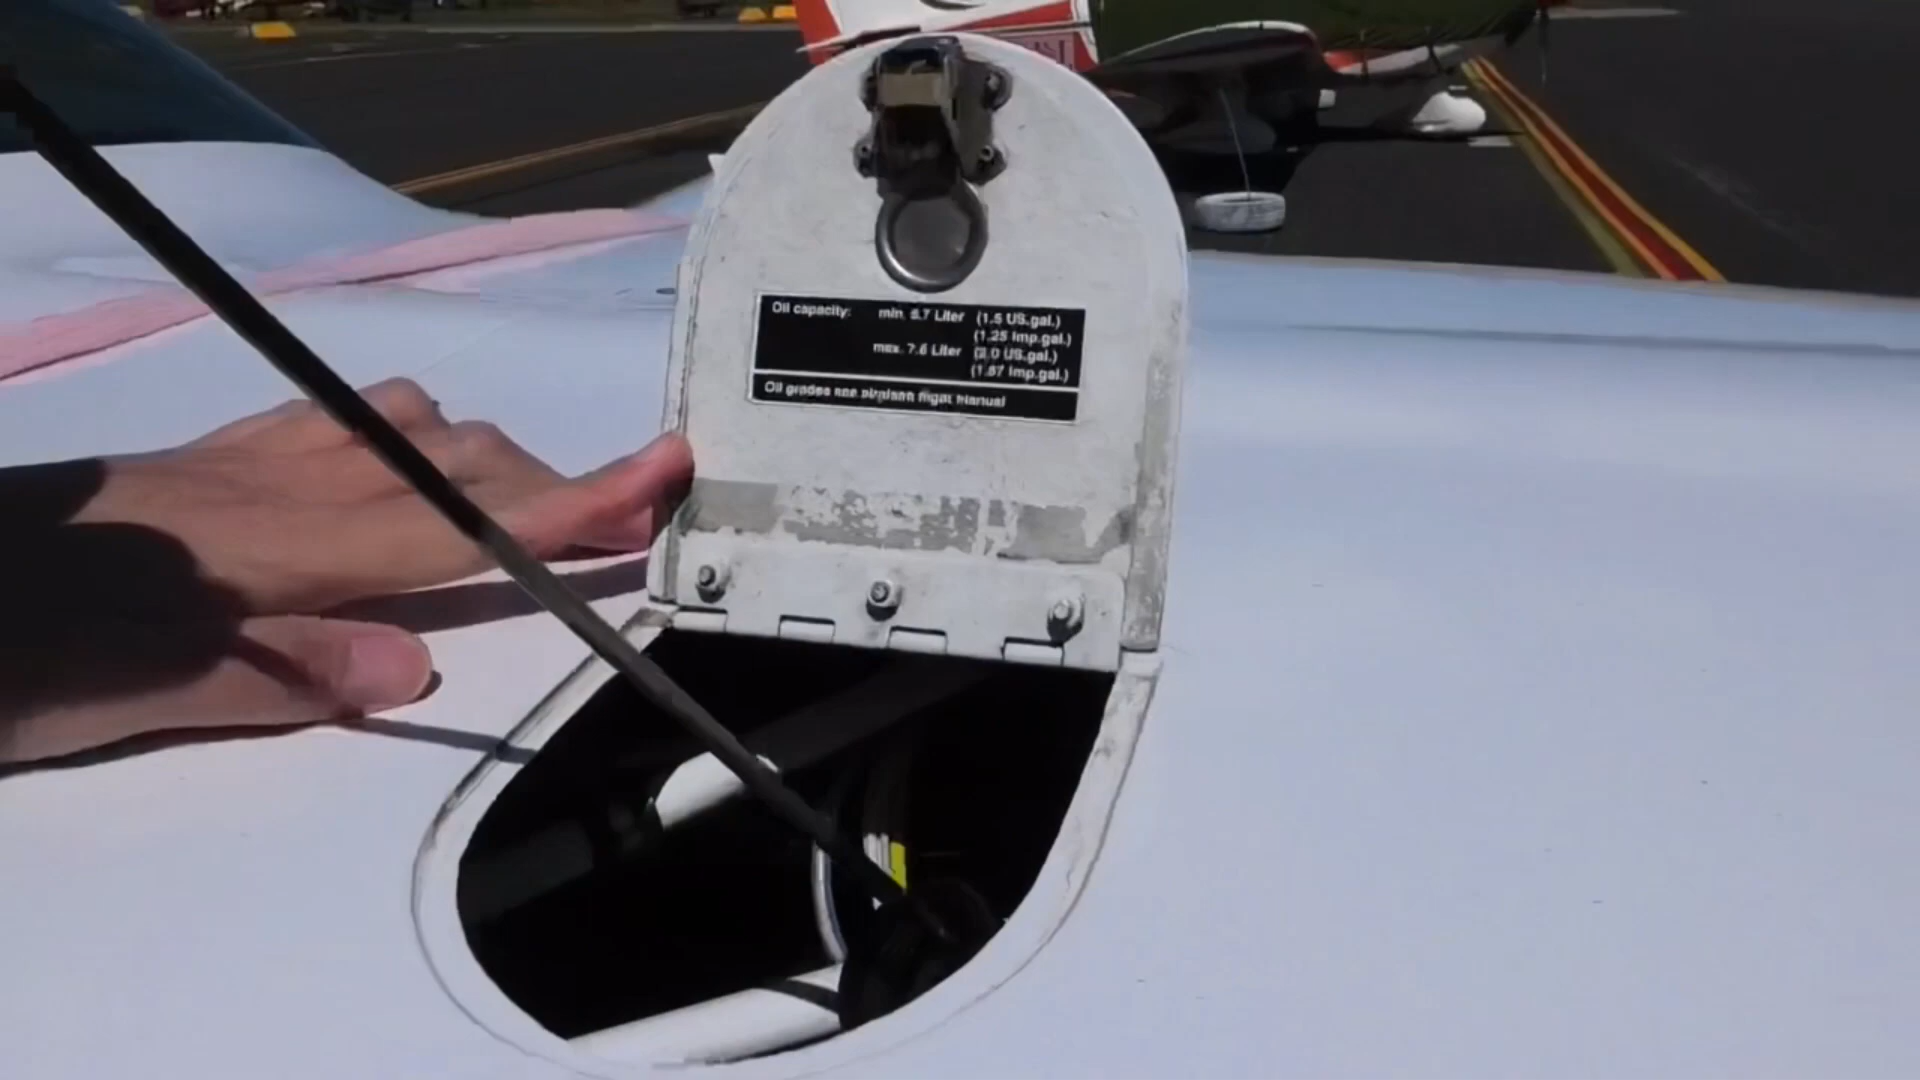 Oil capacity: min. 5.7 Liter (1.5 US.gal.)
(1.25 Imp.gal.)
max. 7.6 Liter (2.0 US.gal.)
(1.67 Imp.gal.)
Oil grades see airplane flight manual